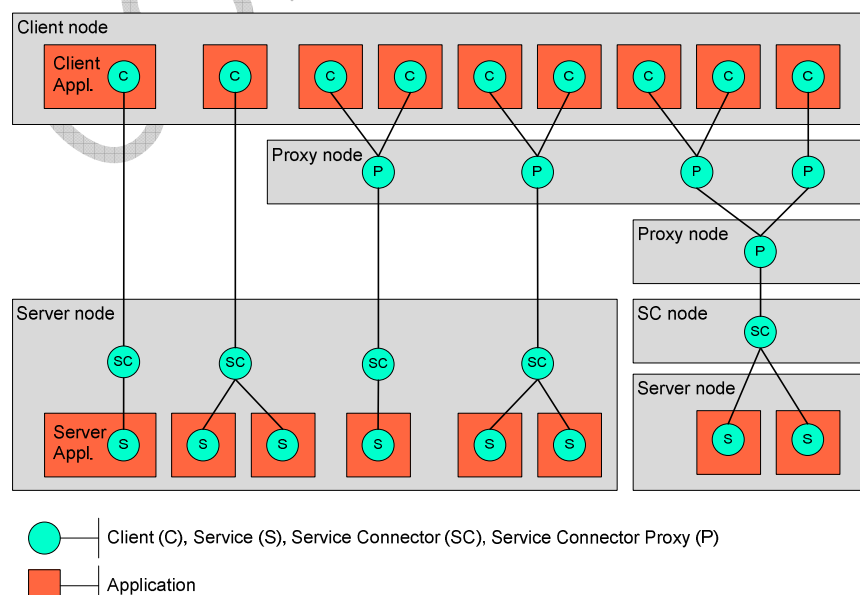 Client node
Client
Appl.
C
C
C
C
C
C
C
C
C
Proxy node
P
P
P
P
Proxy node
P
Server node
SC
SC
SC
SC
SC node
SC
Server node
Server
Appl.
S
S
S
S
S
S
S
S
Client (C), Service (S), Service Connector (SC), Service Connector Proxy (P)
Application